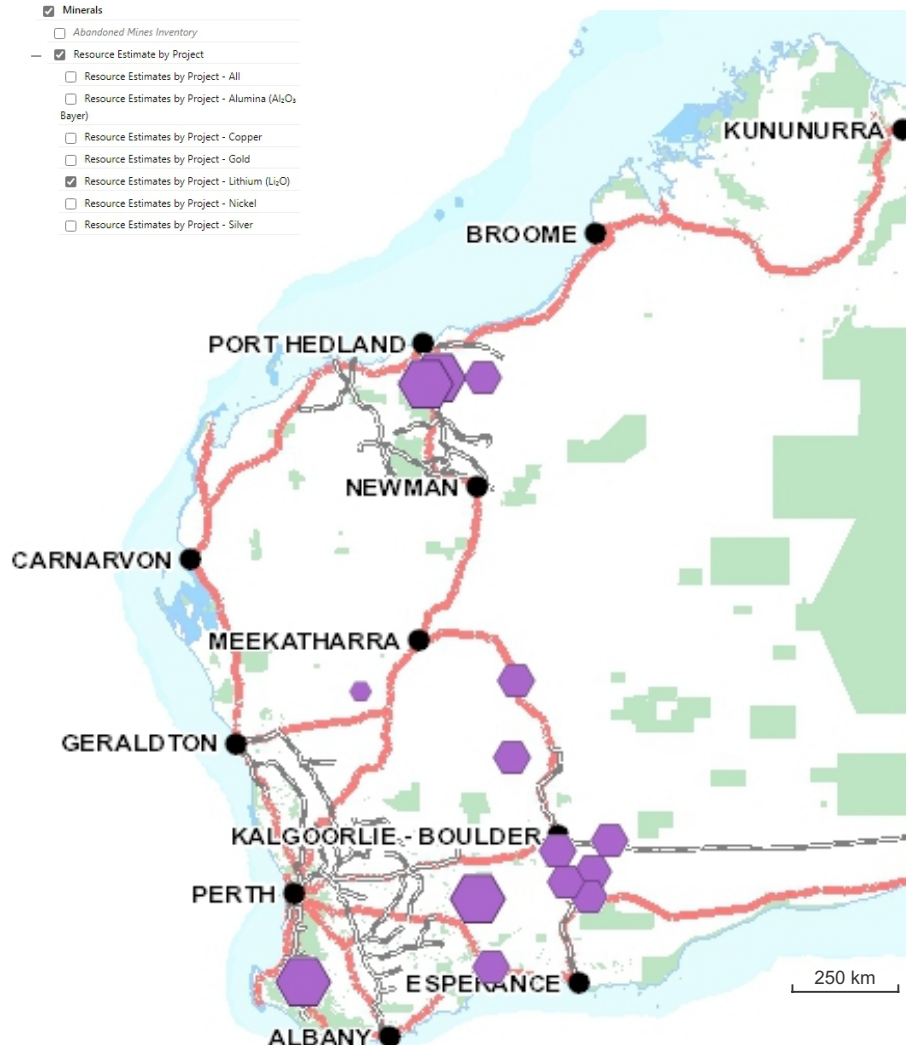 Minerals
Abandoned Mines Inventory
Resource Estimate by Project
Resource Estimates by Project - All
Resource Estimates by Project - Alumina (Al₂O₃
Bayer)
Resource Estimates by Project - Copper
Resource Estimates by Project - Gold
Resource Estimates by Project - Lithium (Li₂O)
Resource Estimates by Project - Nickel
Resource Estimates by Project - Silver
KUNUNURRA
BROOME
PORT HEDLAND
NEWMAN
CARNARVON
MEEKATHARRA
GERALDTON
KALGOORLIE - BOULDER
PERTH
ESPERANCE
250 km
ALBANY